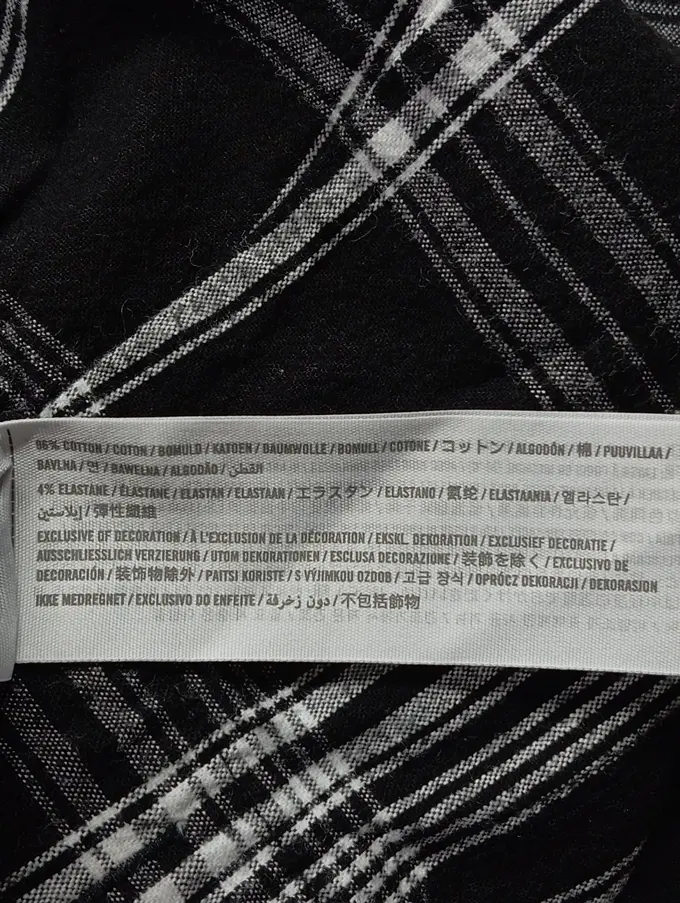 96% COTTON / COTON / BOMULD / KATOEN / BAUMWOLLE / BOMULL / COTONE / コットン / ALGODÓN / 棉 / PUUVILLAA /
BAVLNA / 면 / BAWEŁNA / ALGODÃO / القطن
4% ELASTANE / ÉLASTANE / ELASTAN / ELASTAAN / エラスタン / ELASTANO / 氨纶 / ELASTAANIA / 엘라스탄 /
إيلاستين / 彈性纖維
EXCLUSIVE OF DECORATION / À L'EXCLUSION DE LA DÉCORATION / EKSKL. DEKORATION / EXCLUSIEF DECORATIE /
AUSSCHLIESSLICH VERZIERUNG / UTOM DEKORATIONEN / ESCLUSA DECORAZIONE / 装飾を除く / EXCLUSIVO DE
DECORACIÓN / 装饰物除外 / PAITSI KORISTE / S VÝJIMKOU OZDOB / 고급 장식 / OPRÓCZ DEKORACJI / DEKORASJON
IKKE MEDREGNET / EXCLUSIVO DO ENFEITE / دون زخرفة / 不包括飾物